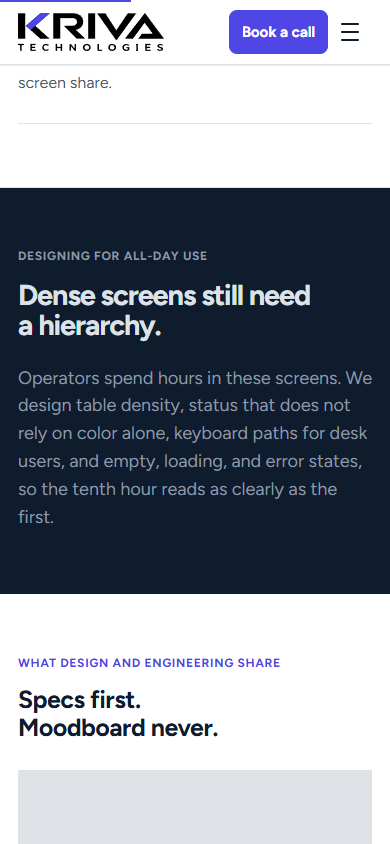 KRIVA
TECHNOLOGIES
Book a call
screen share.
DESIGNING FOR ALL-DAY USE
Dense screens still need
a hierarchy.
Operators spend hours in these screens. We
design table density, status that does not
rely on color alone, keyboard paths for desk
users, and empty, loading, and error states,
so the tenth hour reads as clearly as the
first.
WHAT DESIGN AND ENGINEERING SHARE
Specs first.
Moodboard never.